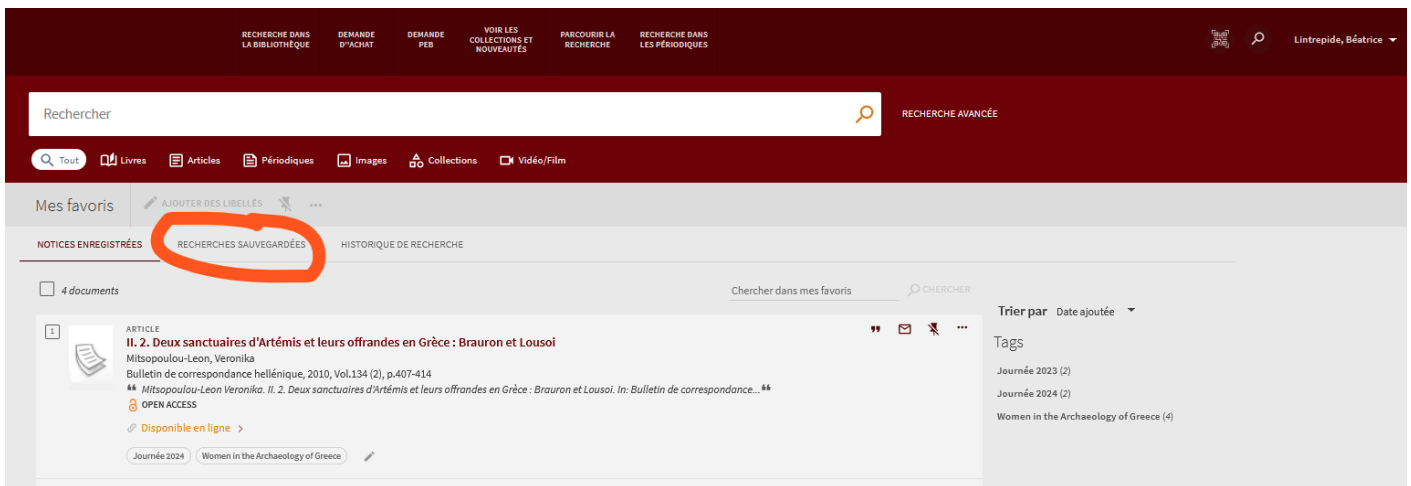 RECHERCHE DANS
LA BIBLIOTHÈQUE
DEMANDE
D"ACHAT
DEMANDE
PEB
VOIR LES
COLLECTIONS ET
NOUVEAUTÉS
PARCOURIR LA
RECHERCHE
RECHERCHE DANS
LES PÉRIODIQUES
Lintrepide, Béatrice
Rechercher
RECHERCHE AVANCÉE
Tout Livres Articles Périodiques Images Collections Vidéo/Film
Mes favoris AJOUTER DES LIBELLÉS
NOTICES ENREGISTRÉES RECHERCHES SAUVEGARDÉES HISTORIQUE DE RECHERCHE
4 documents
Chercher dans mes favoris CHERCHER
1
ARTICLE
II. 2. Deux sanctuaires d'Artémis et leurs offrandes en Grèce : Brauron et Lousoi
Mitsopoulou-Leon, Veronika
Bulletin de correspondance hellénique, 2010, Vol.134 (2), p.407-414
❝ Mitsopoulou-Leon Veronika. II. 2. Deux sanctuaires d'Artémis et leurs offrandes en Grèce : Brauron et Lousoi. In: Bulletin de correspondance... ❝
OPEN ACCESS
Disponible en ligne >
Journée 2024 Women in the Archaeology of Greece
Trier par Date ajoutée
Tags
Journée 2023 (2)
Journée 2024 (2)
Women in the Archaeology of Greece (4)